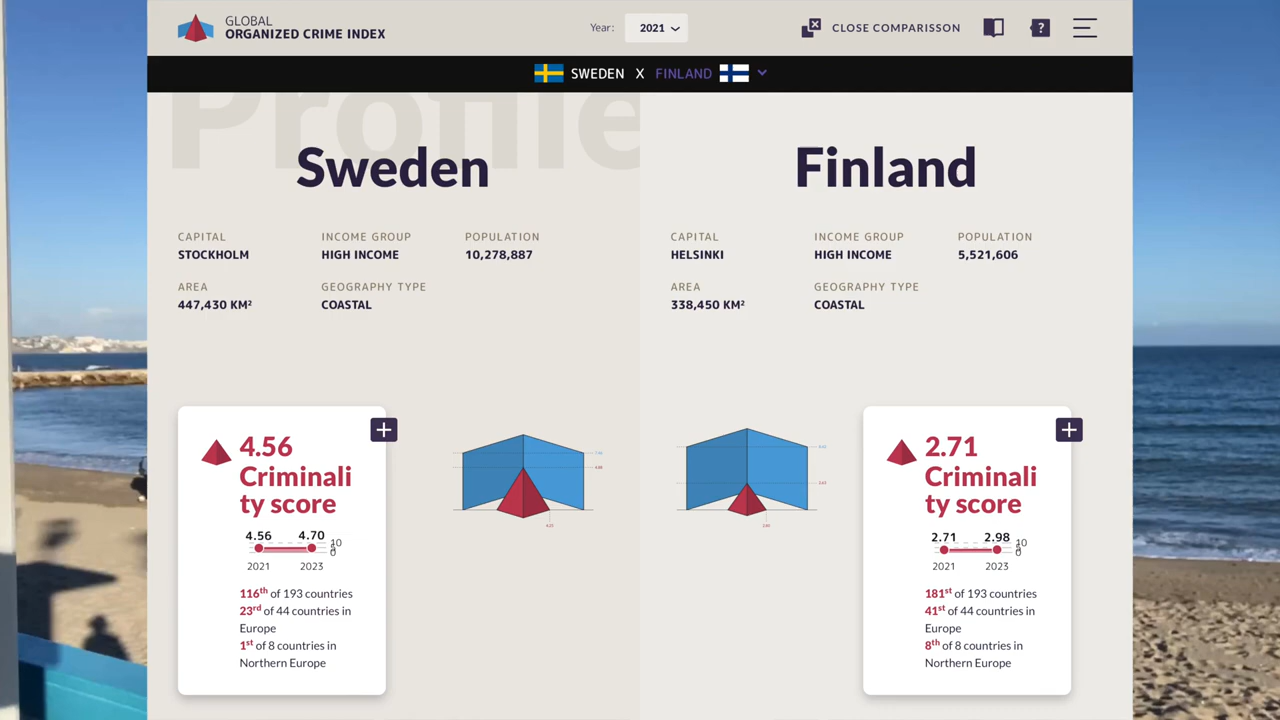 GLOBAL
ORGANIZED CRIME INDEX
Year: 2021
CLOSE COMPARISSON
?
SWEDEN X FINLAND
Profile
Sweden
CAPITAL INCOME GROUP POPULATION
STOCKHOLM HIGH INCOME 10,278,887
AREA GEOGRAPHY TYPE
447,430 KM² COASTAL
4.56
Criminali
ty score
4.56 4.70
10
0
2021 2023
116th of 193 countries
23rd of 44 countries in
Europe
1st of 8 countries in
Northern Europe
Finland
CAPITAL INCOME GROUP POPULATION
HELSINKI HIGH INCOME 5,521,606
AREA GEOGRAPHY TYPE
338,450 KM² COASTAL
2.71
Criminali
ty score
2.71 2.98
10
0
2021 2023
181st of 193 countries
41st of 44 countries in
Europe
8th of 8 countries in
Northern Europe